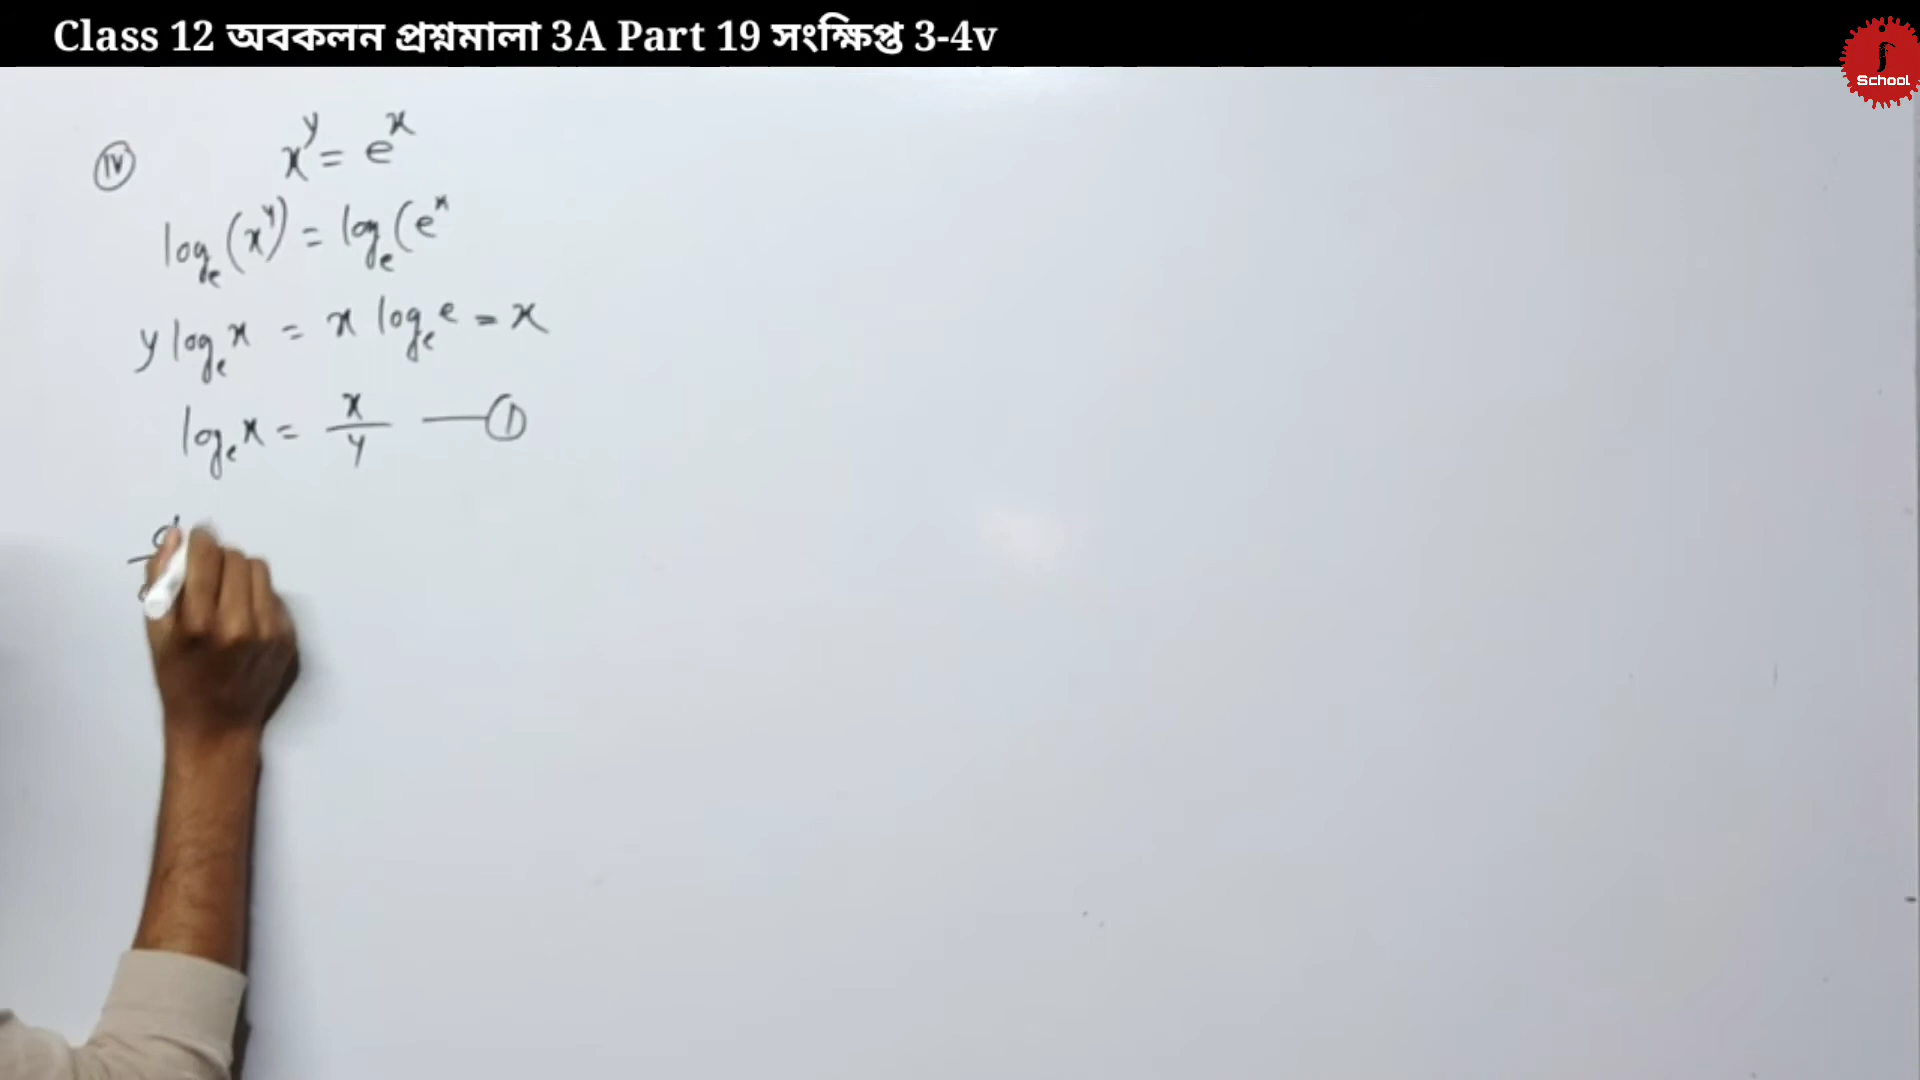 Class 12 অবকলন প্রশ্নমালা 3A Part 19 সংক্ষিপ্ত 3-4v
School
(iv) x^y = e^x
log_e (x^y) = log_e (e^x
y log_e x = x log_e e = x
log_e x = x/y —— (1)
d